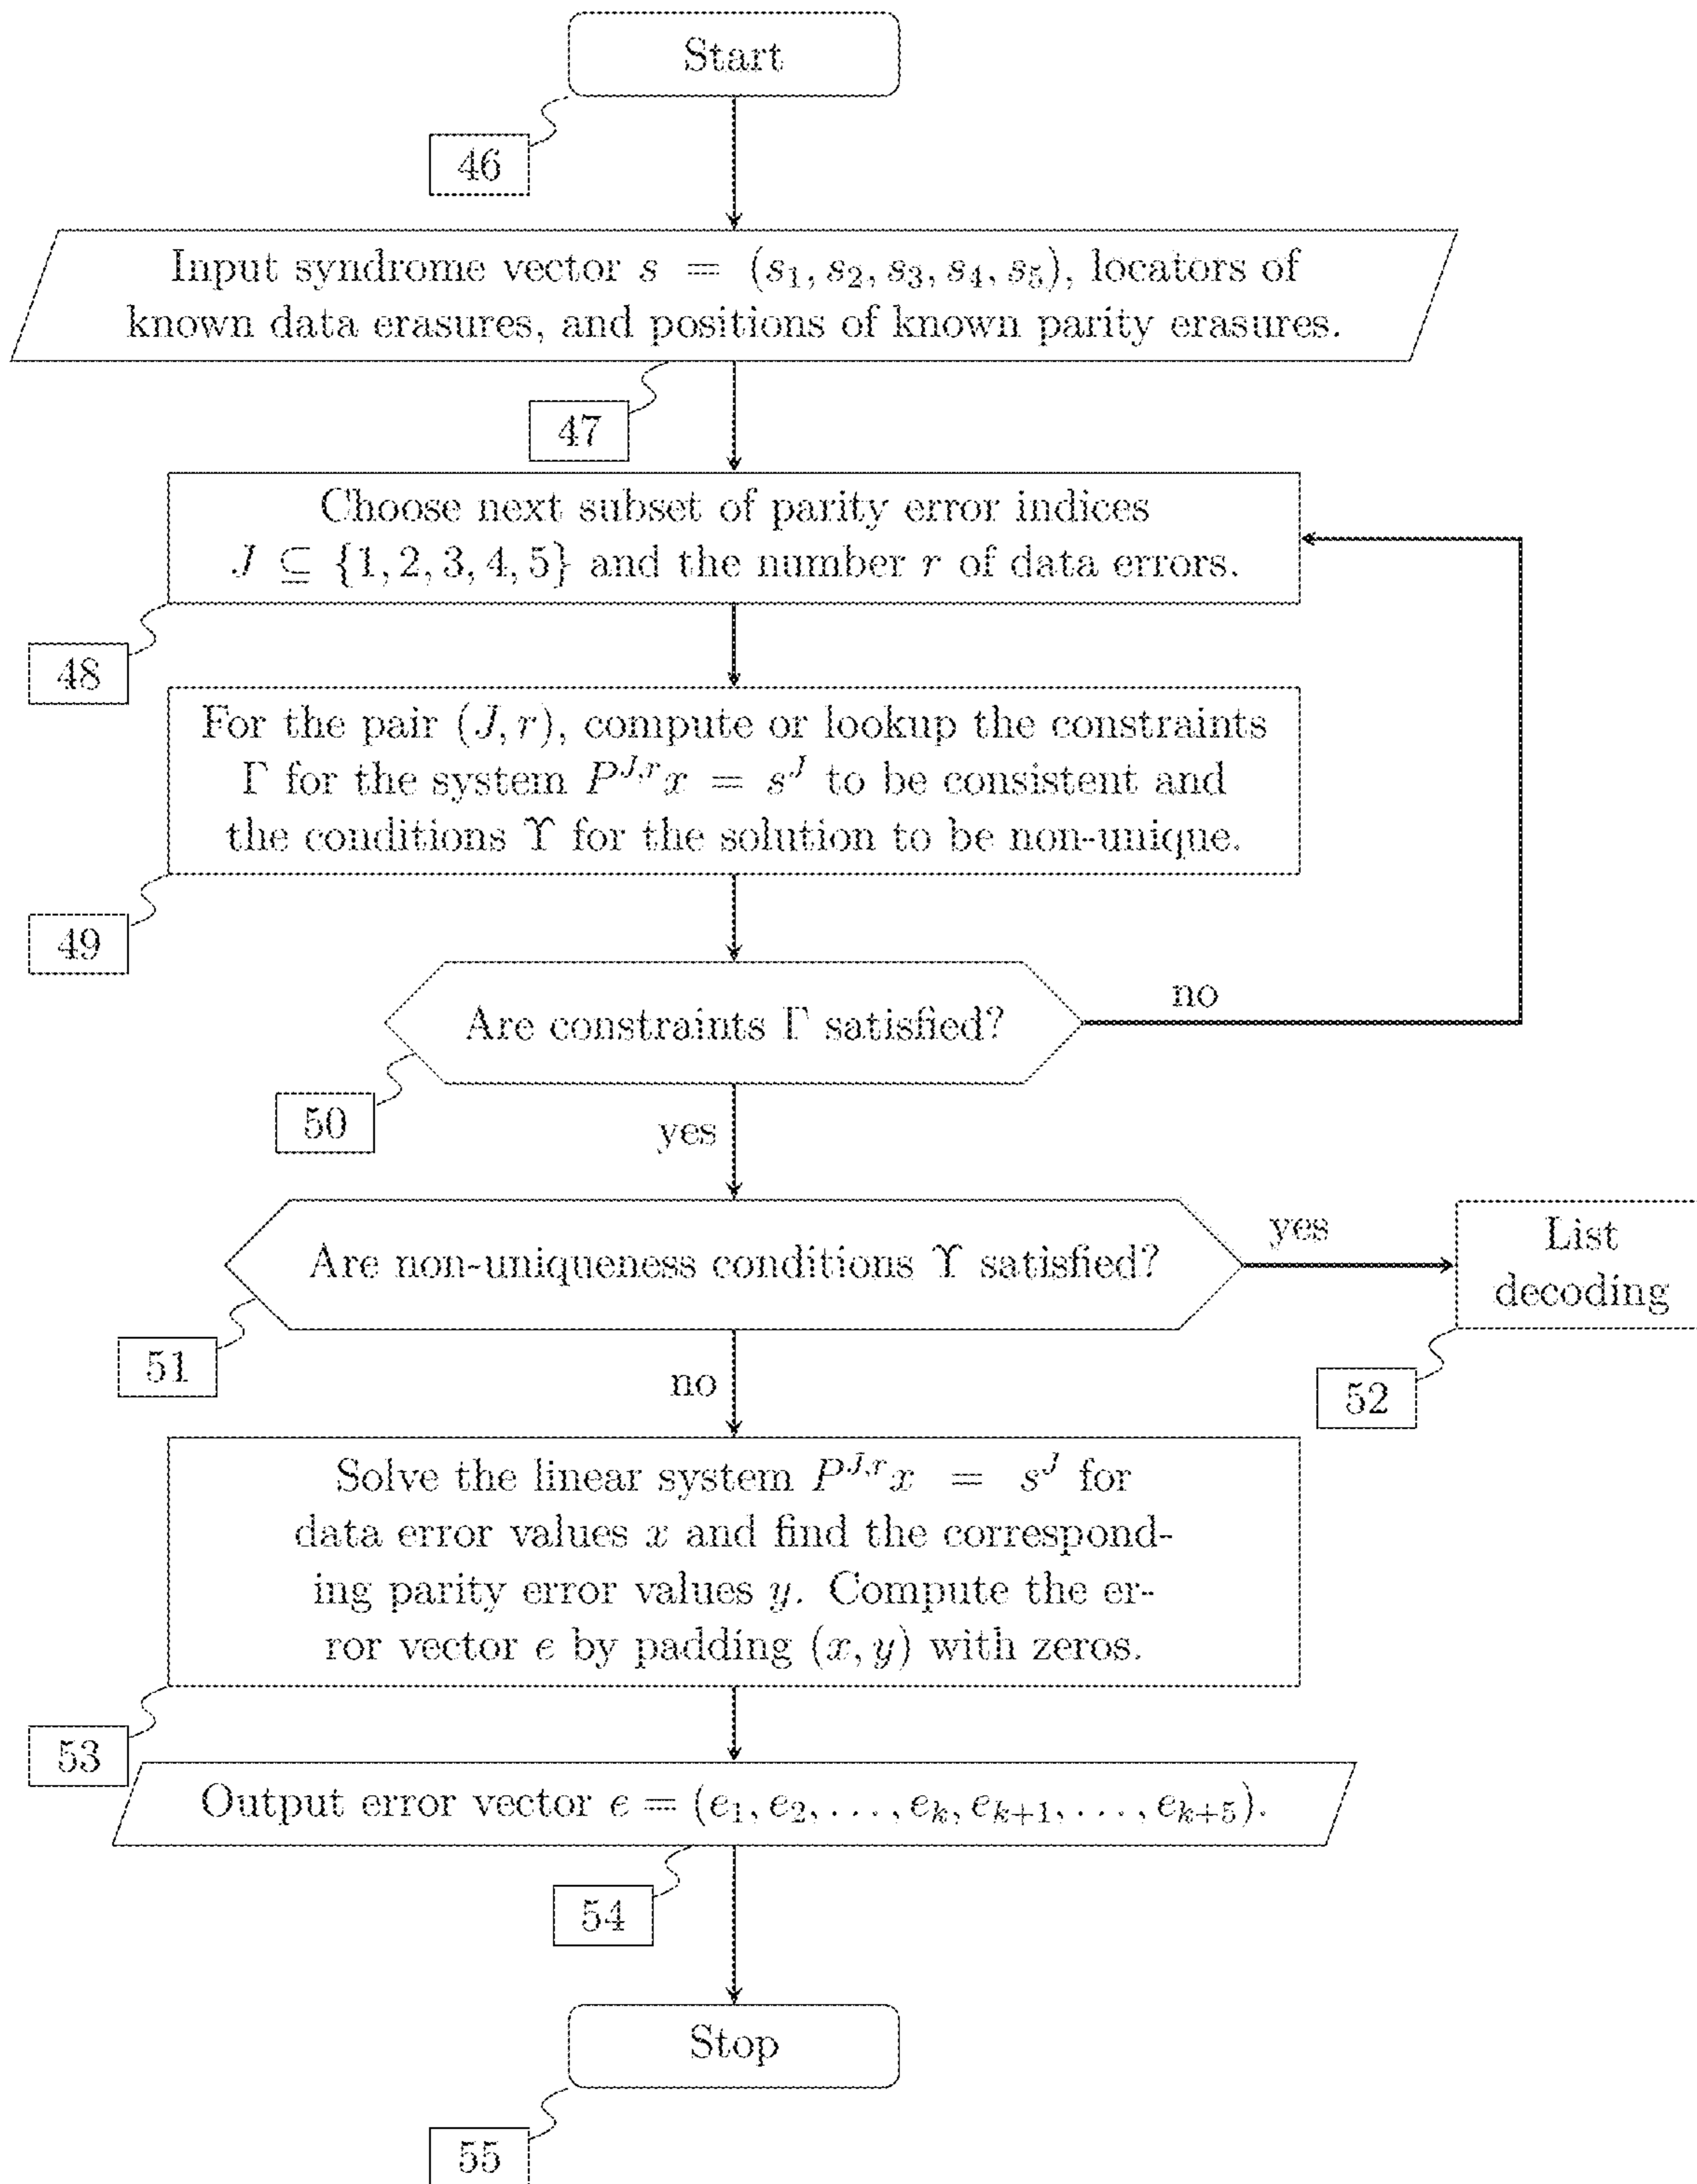 Start
46
Input syndrome vector s = (s₁, s₂, s₃, s₄, s₅), locators of
known data erasures, and positions of known parity erasures.
47
Choose next subset of parity error indices
J ⊆ {1, 2, 3, 4, 5} and the number r of data errors.
48
For the pair (J, r), compute or lookup the constraints
Γ for the system P^{J,r}x = s^J to be consistent and
the conditions ϒ for the solution to be non-unique.
49
Are constraints Γ satisfied?
no
50
yes
Are non-uniqueness conditions ϒ satisfied?
yes
List
decoding
51
52
no
Solve the linear system P^{J,r}x = s^J for
data error values x and find the correspond-
ing parity error values y. Compute the er-
ror vector e by padding (x, y) with zeros.
53
Output error vector e = (e₁, e₂, . . . , eₖ, eₖ₊₁, . . . , eₖ₊₅).
54
Stop
55